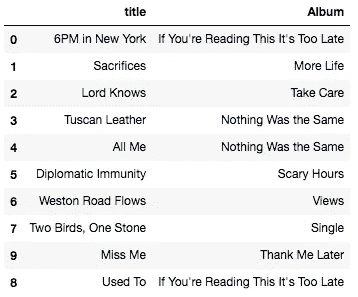 title Album
0 6PM in New York If You're Reading This It's Too Late
1 Sacrifices More Life
2 Lord Knows Take Care
3 Tuscan Leather Nothing Was the Same
4 All Me Nothing Was the Same
5 Diplomatic Immunity Scary Hours
6 Weston Road Flows Views
7 Two Birds, One Stone Single
9 Miss Me Thank Me Later
8 Used To If You're Reading This It's Too Late